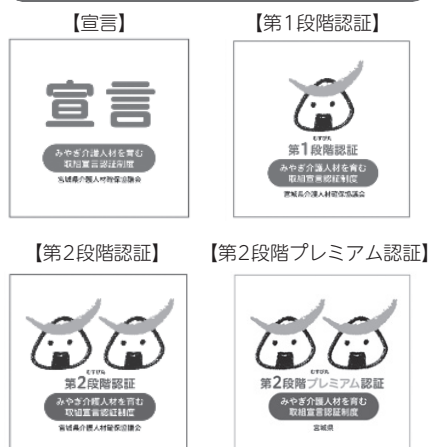 【宣言】
【第1段階認証】
宣言
みやぎ介護人材を育む
取組宣言認証制度
宮城県介護人材確保協議会
むすび丸
第1段階認証
みやぎ介護人材を育む
取組宣言認証制度
宮城県介護人材確保協議会
【第2段階認証】
【第2段階プレミアム認証】
むすび丸
第2段階認証
みやぎ介護人材を育む
取組宣言認証制度
宮城県介護人材確保協議会
むすび丸
第2段階プレミアム認証
みやぎ介護人材を育む
取組宣言認証制度
宮城県